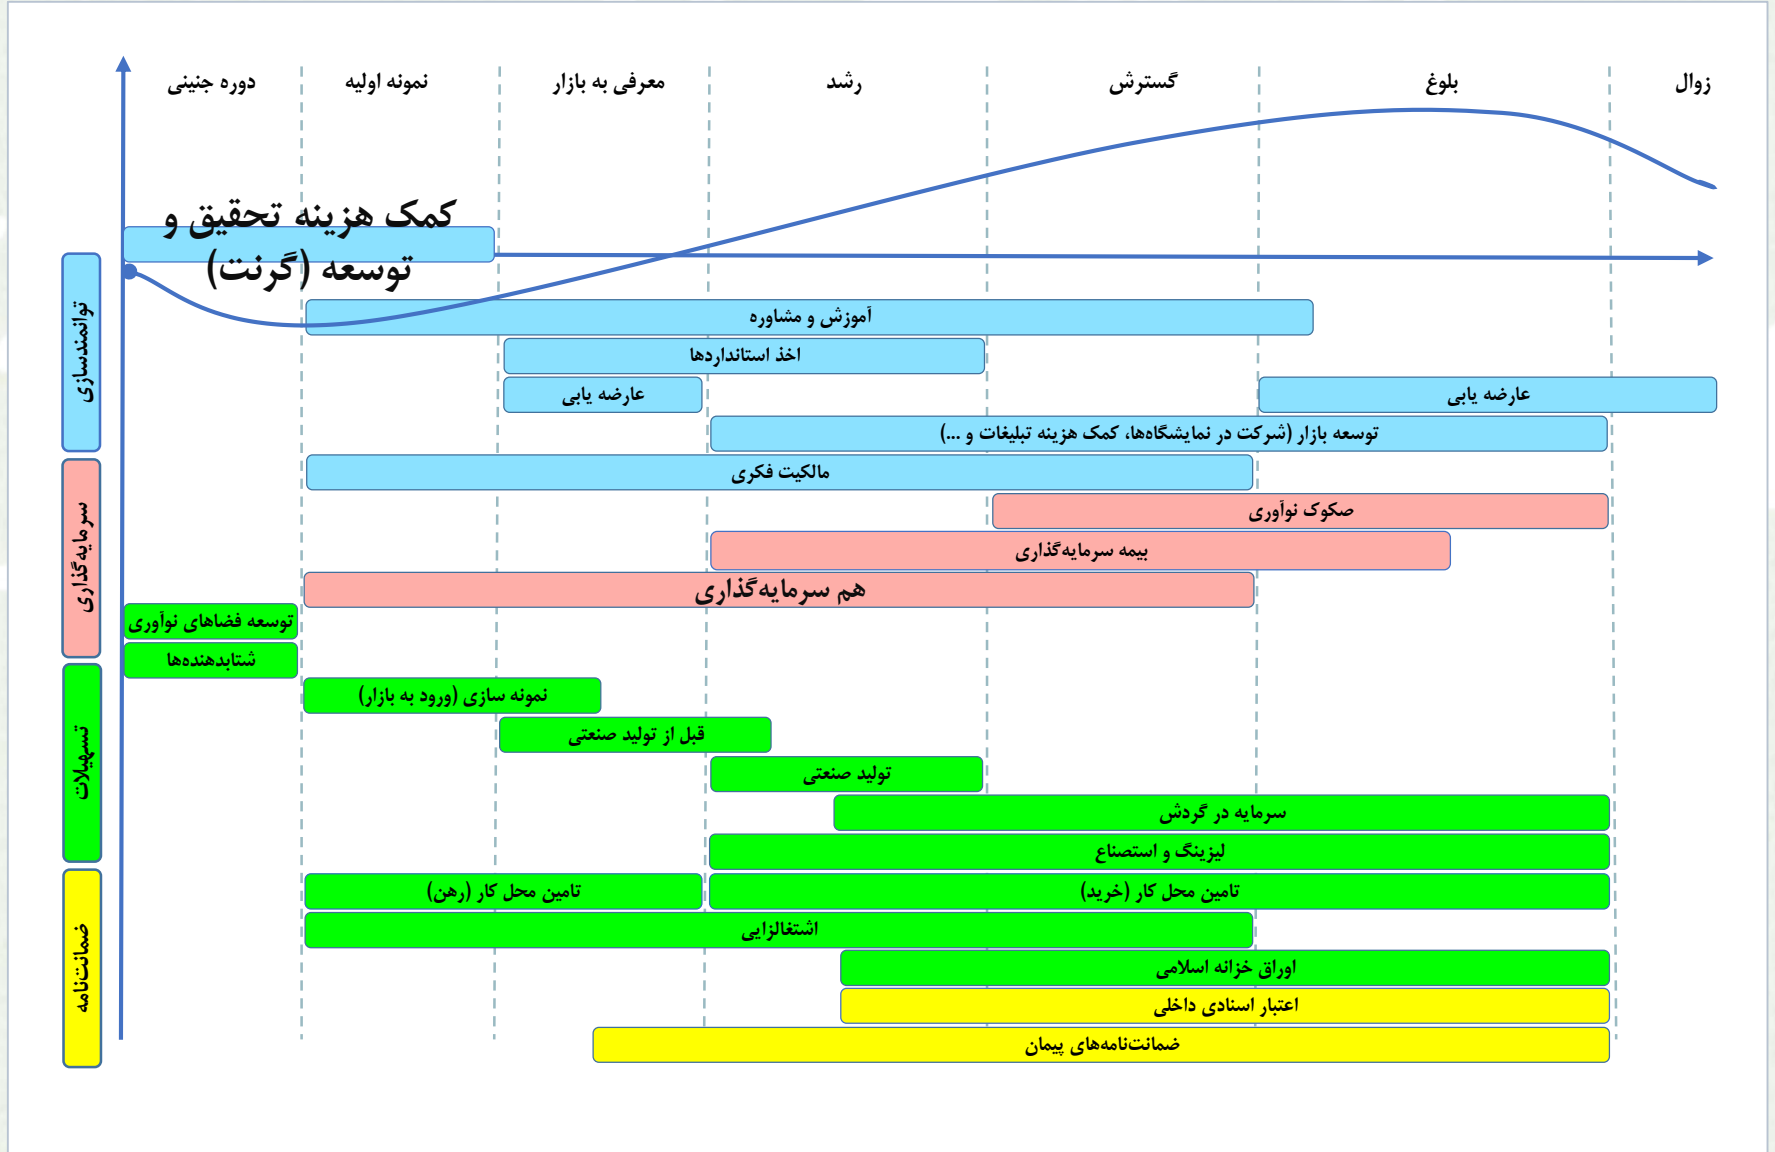 دوره جنینی
نمونه اولیه
معرفی به بازار
رشد
گسترش
بلوغ
زوال
کمک هزینه تحقیق و
توسعه (گرنت)
توانمندسازی
آموزش و مشاوره
اخذ استانداردها
عارضه یابی
عارضه یابی
توسعه بازار (شرکت در نمایشگاه‌ها، کمک هزینه تبلیغات و ...)
مالکیت فکری
سرمایه‌گذاری
صکوک نوآوری
بیمه سرمایه‌گذاری
هم سرمایه‌گذاری
توسعه فضاهای نوآوری
شتابدهنده‌ها
تسهیلات
نمونه سازی (ورود به بازار)
قبل از تولید صنعتی
تولید صنعتی
سرمایه در گردش
لیزینگ و استصناع
تامین محل کار (رهن)
تامین محل کار (خرید)
اشتغالزایی
اوراق خزانه اسلامی
ضمانت‌نامه
اعتبار اسنادی داخلی
ضمانت‌نامه‌های پیمان